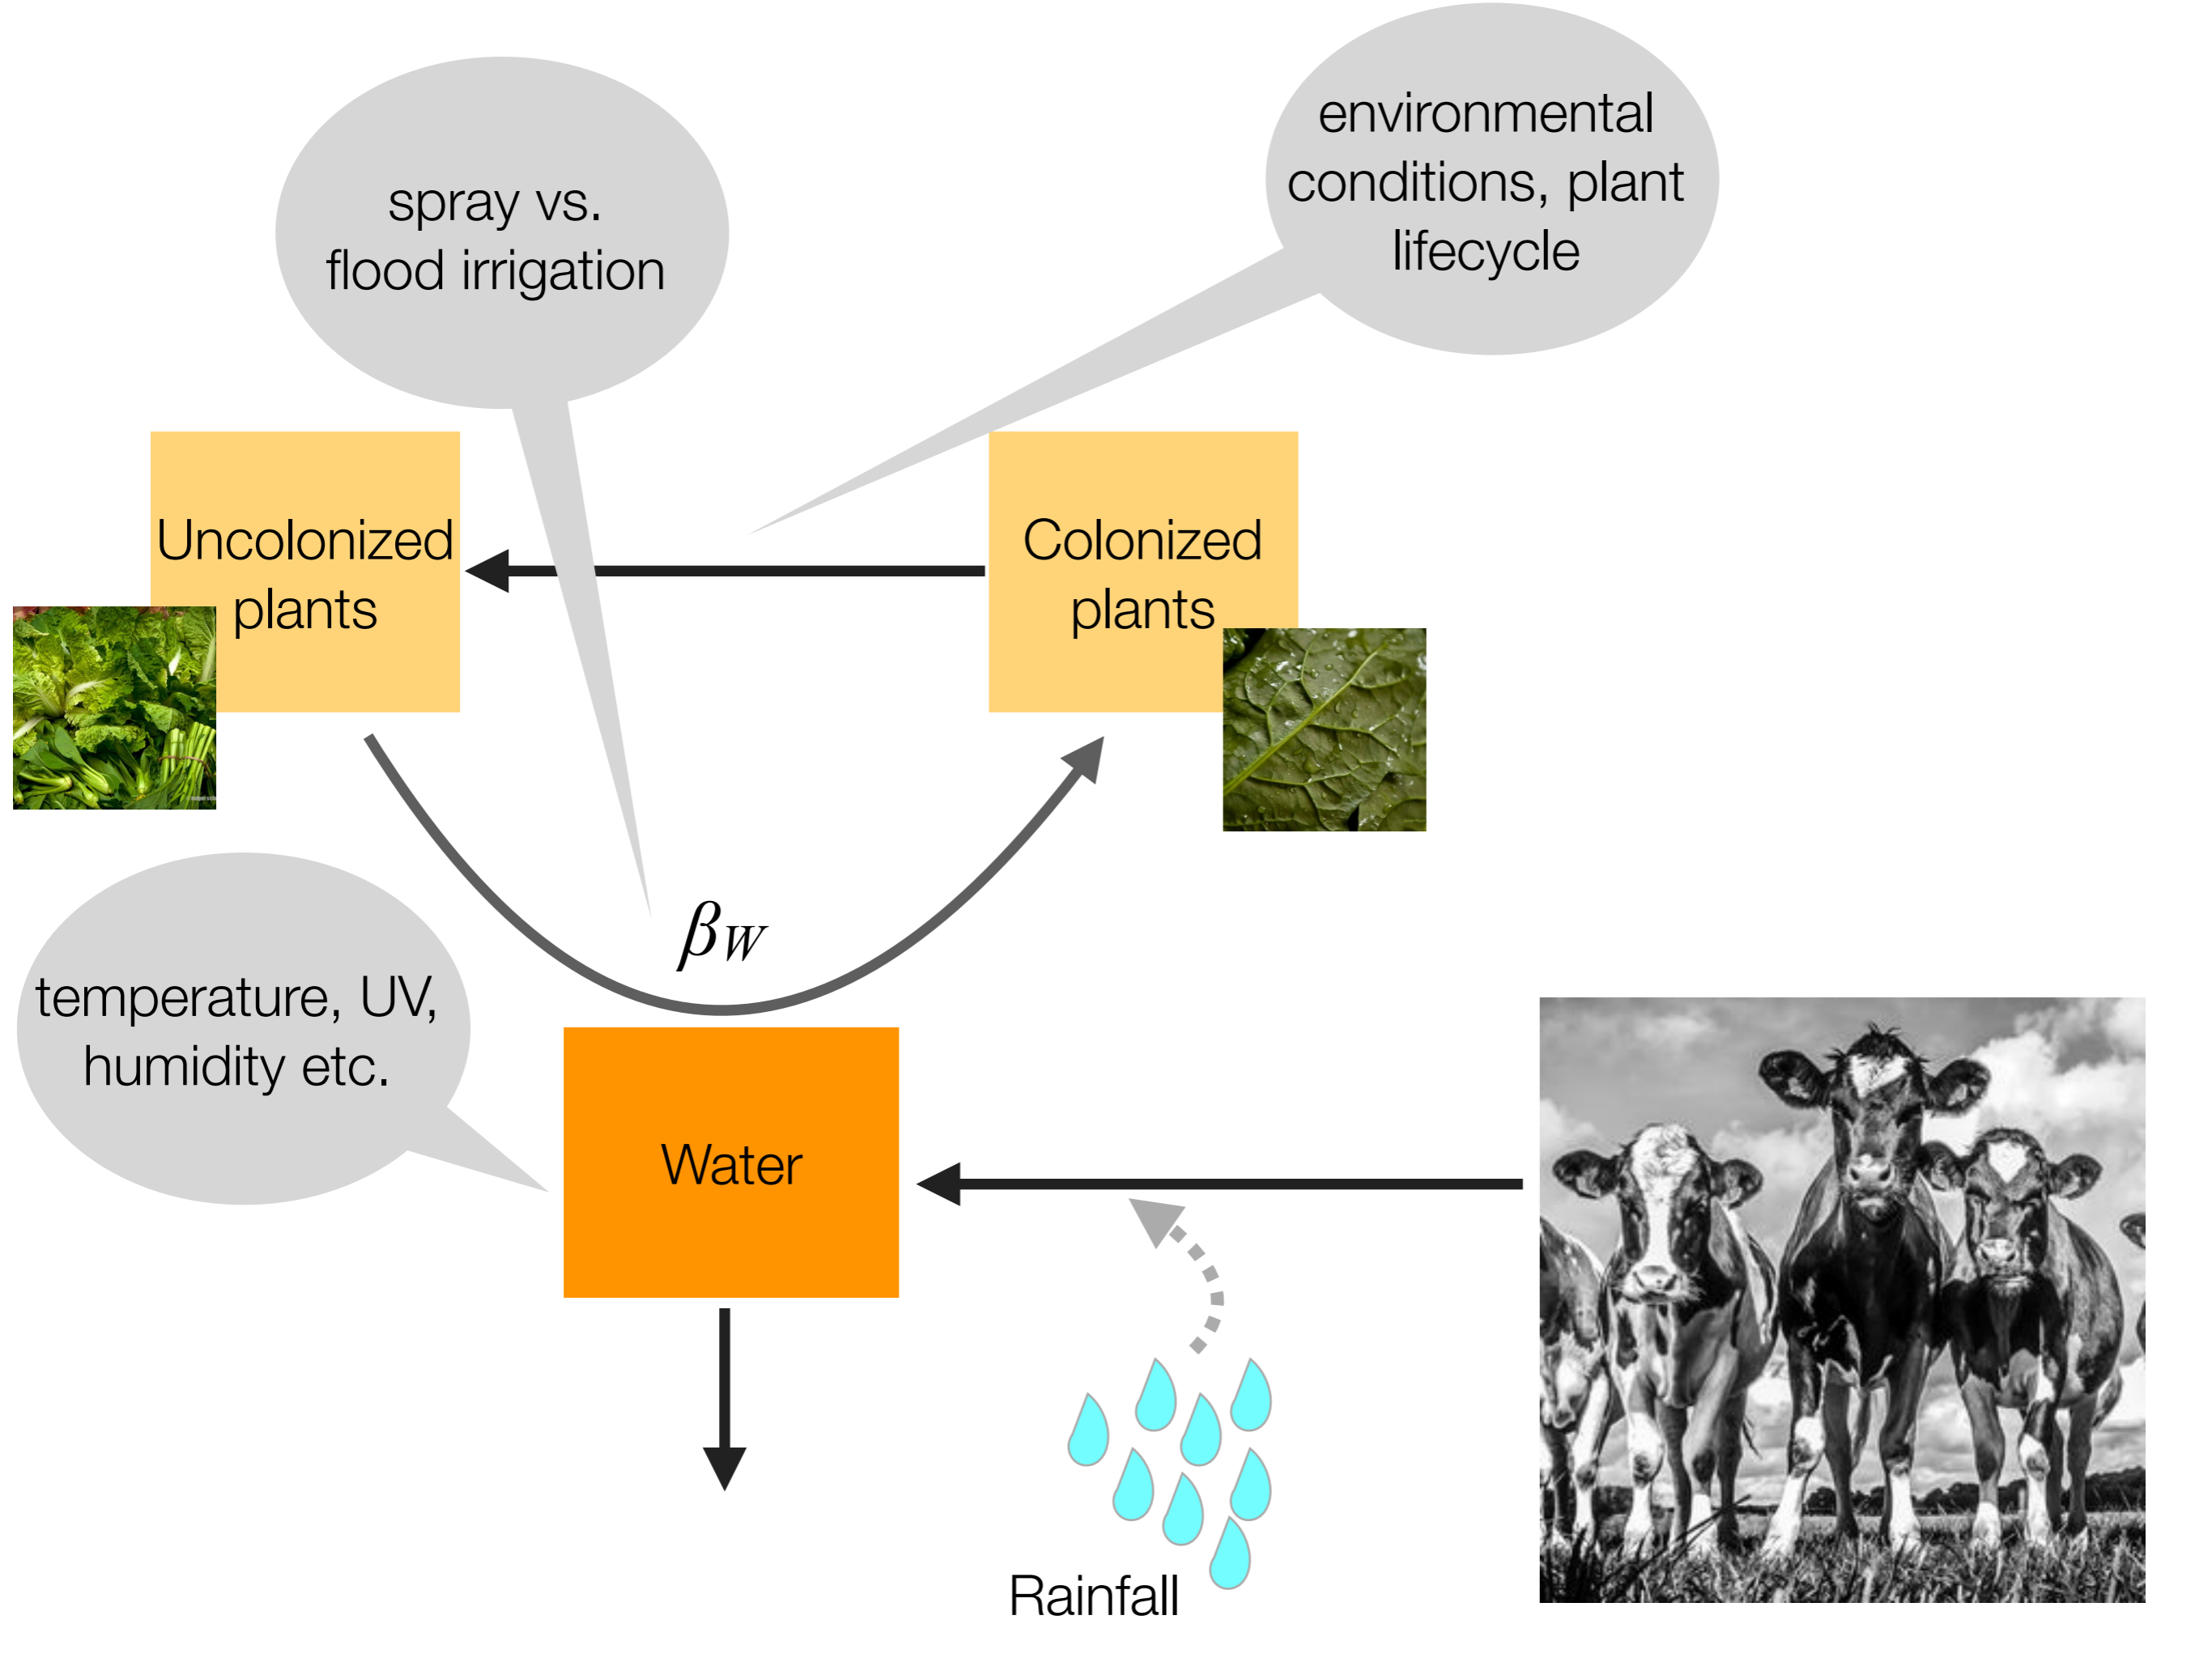 spray vs.
flood irrigation
environmental
conditions, plant
lifecycle
Uncolonized
plants
Colonized
plants
βW
temperature, UV,
humidity etc.
Water
Rainfall